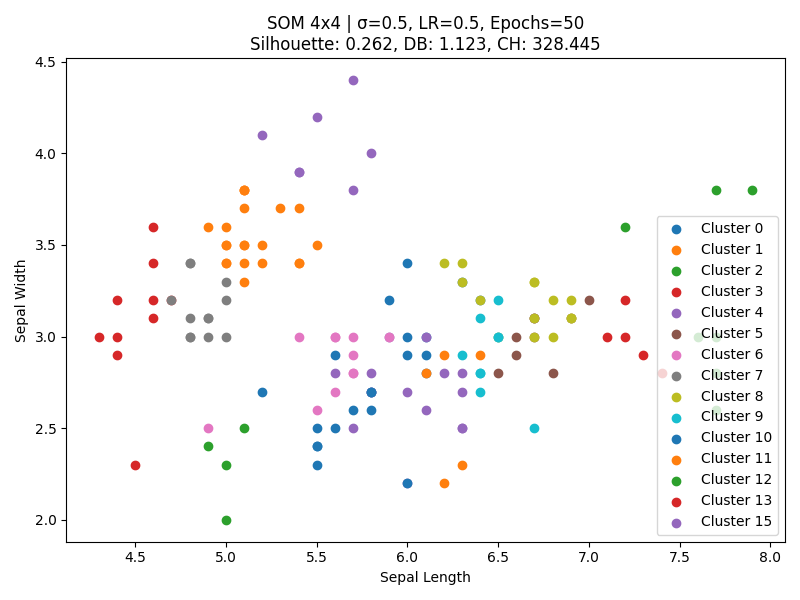 SOM 4x4 | σ=0.5, LR=0.5, Epochs=50
Silhouette: 0.262, DB: 1.123, CH: 328.445
Sepal Width
4.5
4.0
3.5
3.0
2.5
2.0
Cluster 0
Cluster 1
Cluster 2
Cluster 3
Cluster 4
Cluster 5
Cluster 6
Cluster 7
Cluster 8
Cluster 9
Cluster 10
Cluster 11
Cluster 12
Cluster 13
Cluster 15
4.5 5.0 5.5 6.0 6.5 7.0 7.5 8.0
Sepal Length